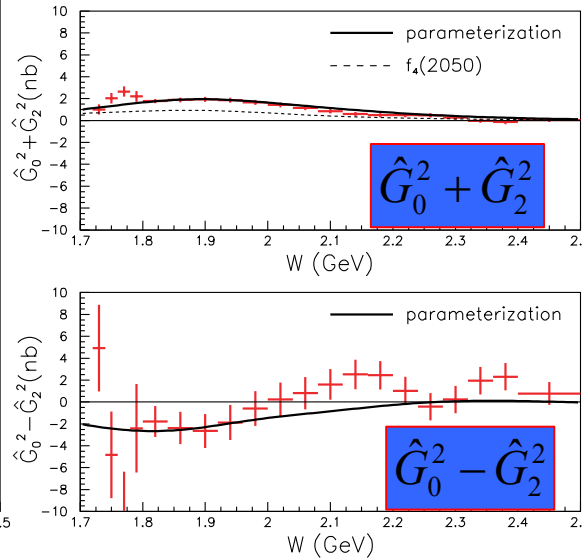 10
8
6
4
2
0
-2
-4
-6
-8
-10
Ĝ₀²+Ĝ₂²(nb)
parameterization
f₄(2050)
Ĝ₀² + Ĝ₂²
1.7 1.8 1.9 2 2.1 2.2 2.3 2.4 2.
W (GeV)
10
8
6
4
2
0
-2
-4
-6
-8
-10
Ĝ₀²−Ĝ₂²(nb)
parameterization
Ĝ₀² − Ĝ₂²
.5
1.7 1.8 1.9 2 2.1 2.2 2.3 2.4 2.
W (GeV)